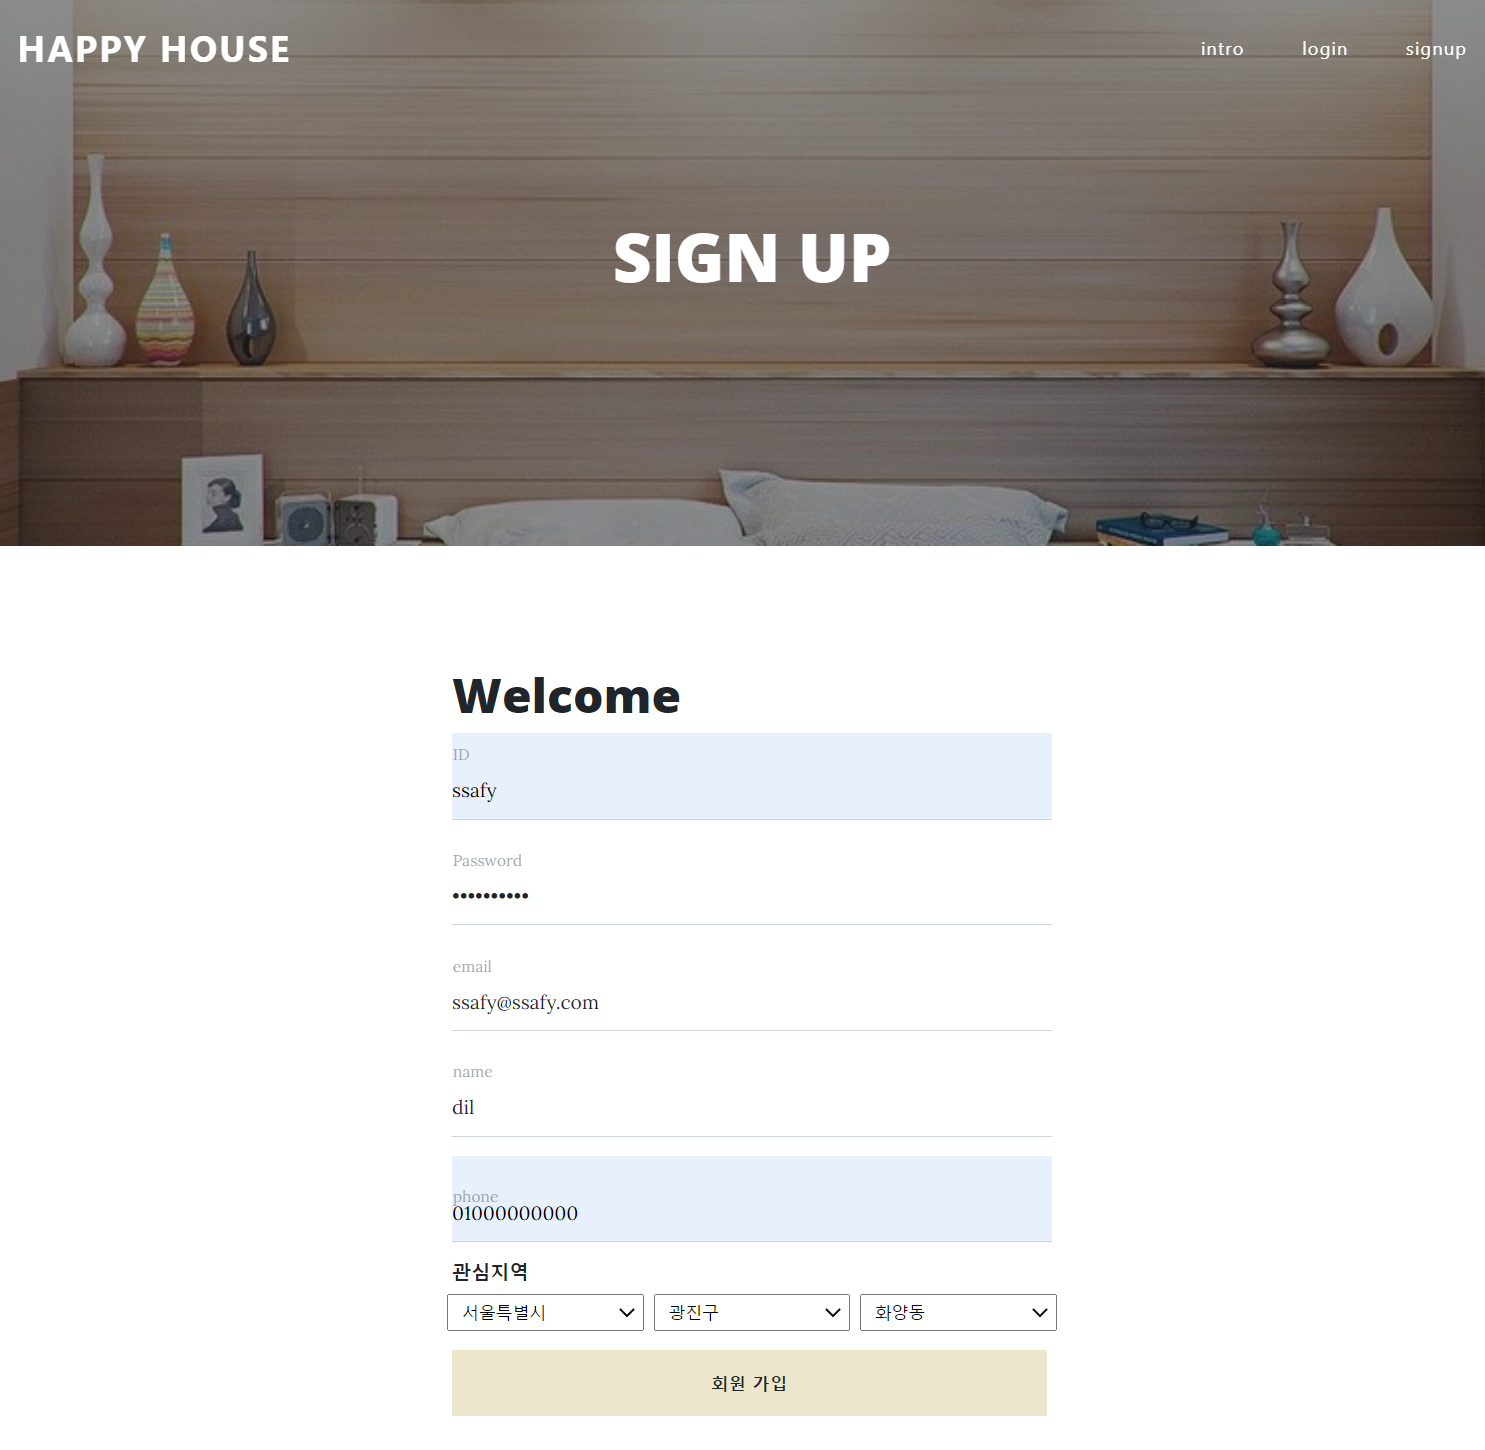 HAPPY HOUSE
intro login signup
SIGN UP
Welcome
ID
ssafy
Password
••••••••••
email
ssafy@ssafy.com
name
dil
phone
01000000000
관심지역
서울특별시 광진구 화양동
회원 가입